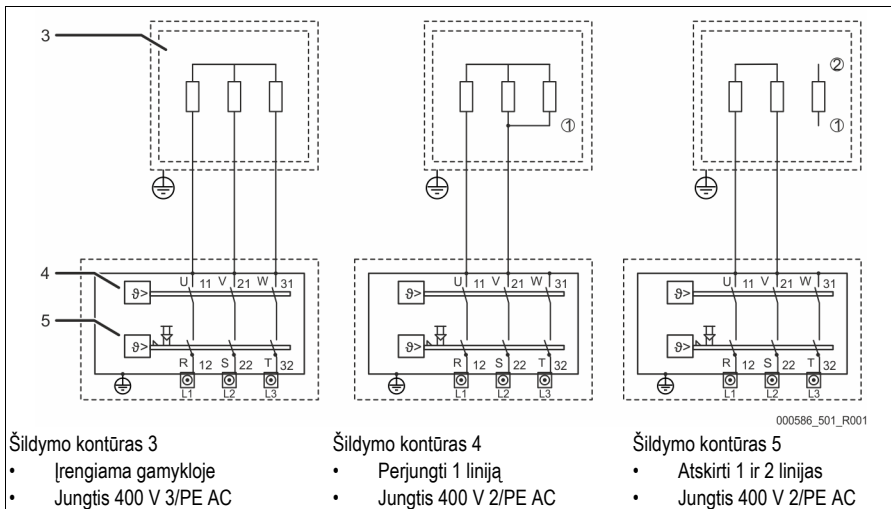 3
②
①
①
4
U 11 V 21 W 31
U 11 V 21 W 31
U 11 V 21 W 31
ϑ>
ϑ>
ϑ>
5
ϑ>
ϑ>
ϑ>
R 12 S 22 T 32
R 12 S 22 T 32
R 12 S 22 T 32
L1 L2 L3
L1 L2 L3
L1 L2 L3
000586_501_R001
Šildymo kontūras 3
• Įrengiama gamykloje
• Jungtis 400 V 3/PE AC
Šildymo kontūras 4
• Perjungti 1 liniją
• Jungtis 400 V 2/PE AC
Šildymo kontūras 5
• Atskirti 1 ir 2 linijas
• Jungtis 400 V 2/PE AC